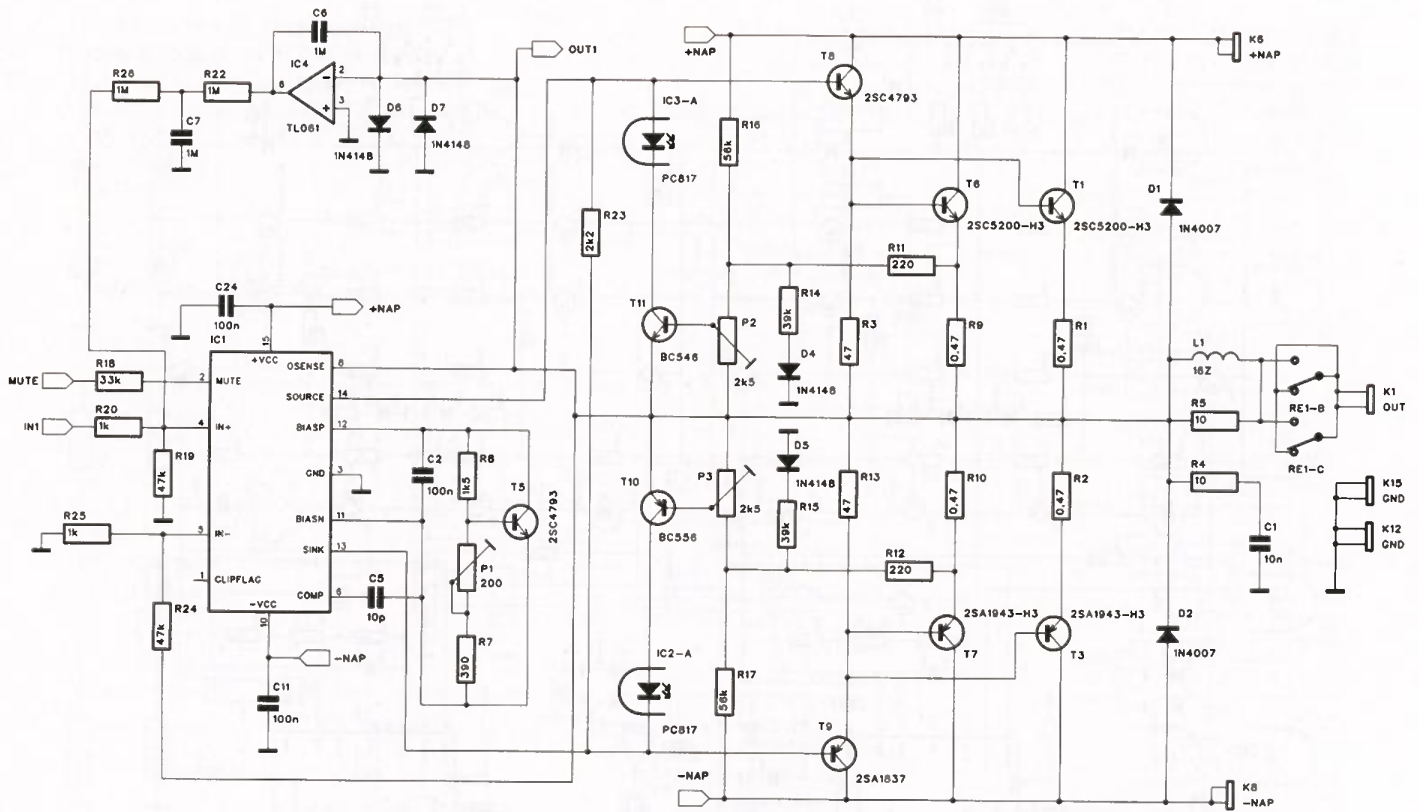 C6
1M
OUT1
+NAP
K6
+NAP
T8
2SC4793
R26
1M
R22
1M
IC4
6
2
3
TL061
C7
1M
D6
1N4148
D7
1N4148
IC3-A
PC817
R16
56k
R23
2k2
T6
2SC5200-H3
T1
2SC5200-H3
D1
1N4007
R11
220
C24
100n
+NAP
IC1
15
T11
BC546
P2
2k5
R14
39k
D4
1N4148
R3
47
R9
0,47
R1
0,47
L1
16Z
R5
10
RE1-B
RE1-C
K1
OUT
MUTE
R18
33k
2
IN1
R20
1k
4
R19
47k
R25
1k
5
1
R24
47k
+VCC
MUTE
IN+
IN-
CLIPFLAG
-VCC
OSENSE
SOURCE
BIASP
GND
BIASN
SINK
COMP
8
14
12
3
11
13
6
10
C2
100n
R6
1k5
T5
2SC4793
P1
200
C5
10p
R7
390
-NAP
C11
100n
T10
BC556
P3
2k5
D5
1N4148
R15
39k
R13
47
R10
0,47
R2
0,47
R4
10
C1
10n
K15
GND
K12
GND
R12
220
2SA1943-H3
T7
2SA1943-H3
T3
D2
1N4007
IC2-A
PC817
R17
56k
T9
2SA1837
-NAP
K8
-NAP